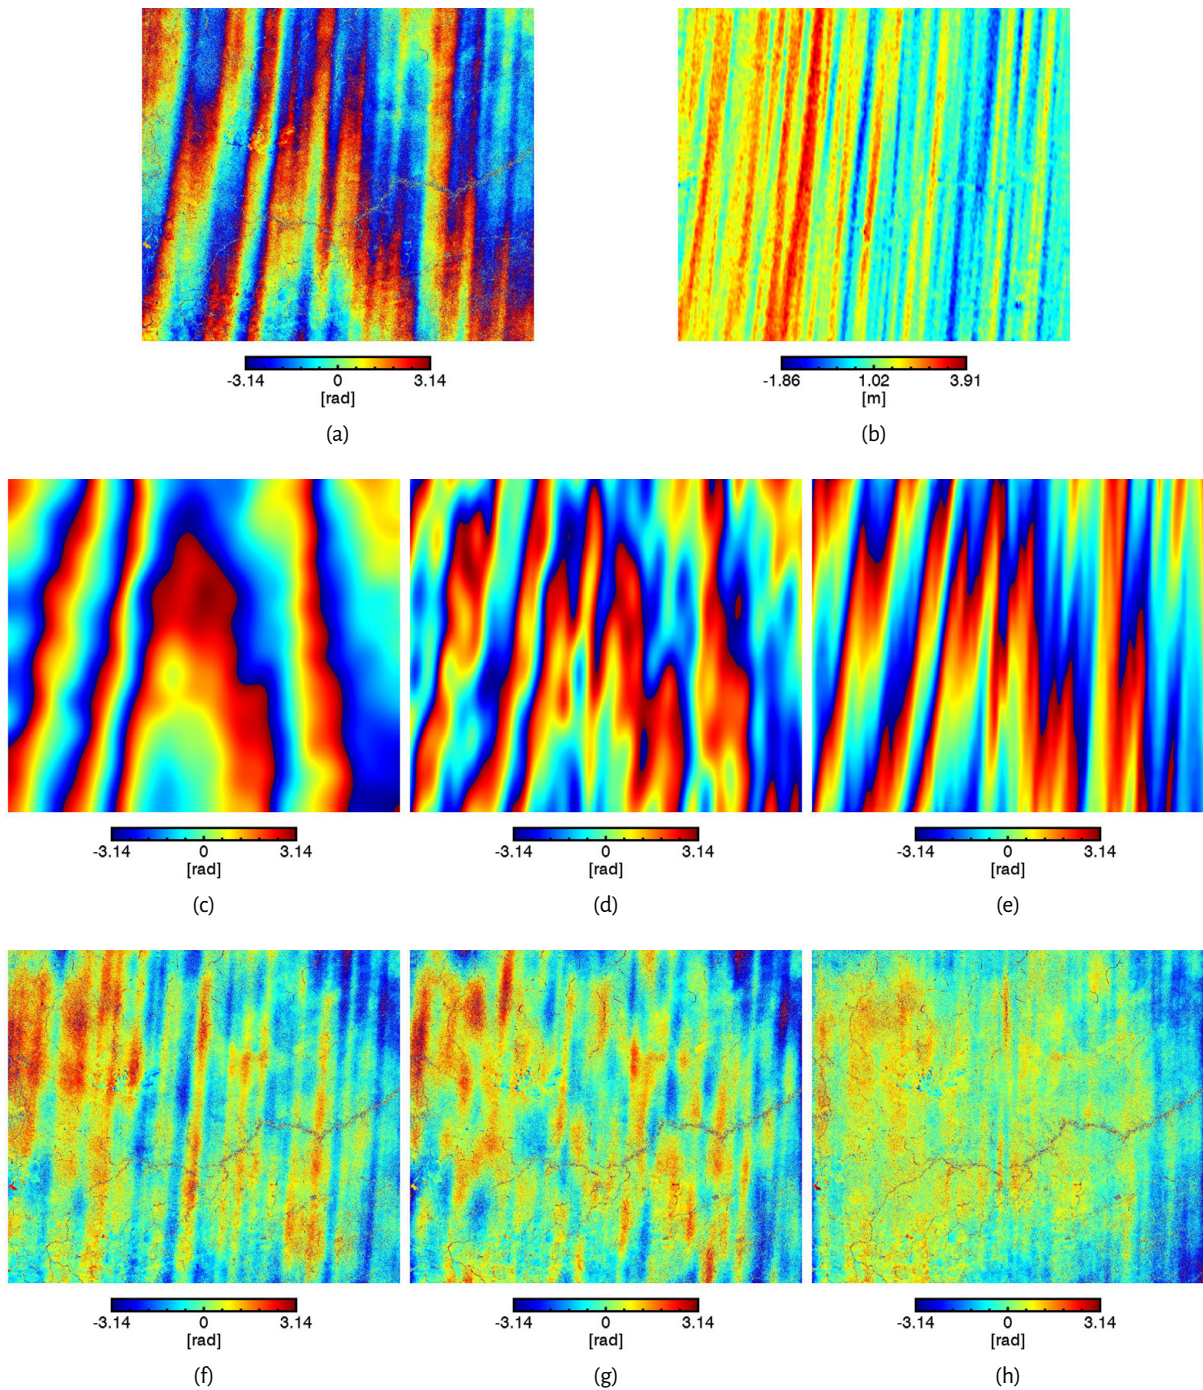 -3.14 0 3.14
[rad]
(a)
-1.86 1.02 3.91
[m]
(b)
-3.14 0 3.14
[rad]
(c)
-3.14 0 3.14
[rad]
(d)
-3.14 0 3.14
[rad]
(e)
-3.14 0 3.14
[rad]
(f)
-3.14 0 3.14
[rad]
(g)
-3.14 0 3.14
[rad]
(h)